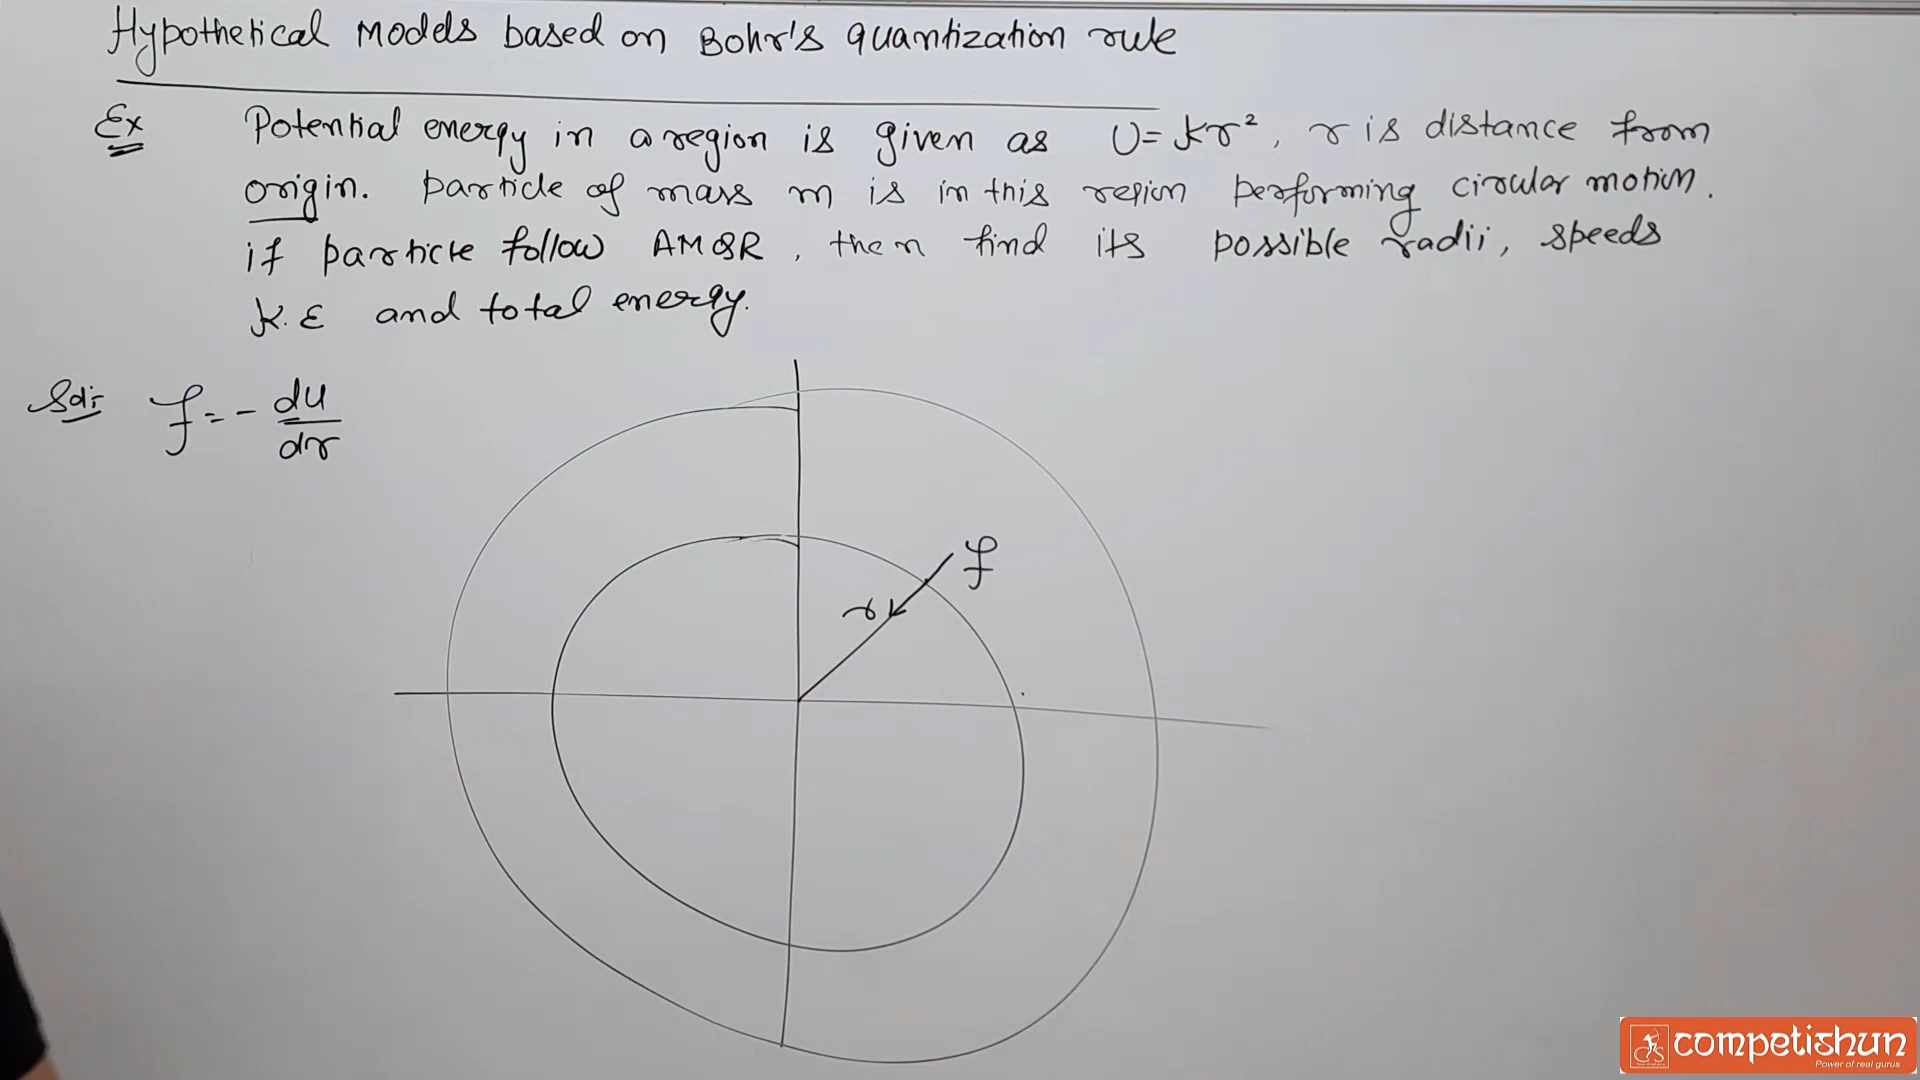 Hypothetical Models based on Bohr's quantization rule
Ex Potential energy in a region is given as U = kr², r is distance from
origin. particle of mass m is in this region performing circular motion.
if particle follow AMQR, then find its possible radii, speeds
K.E and total energy.
Sol:- F = - dU/dr
F
r
competishun
Power of real gurus